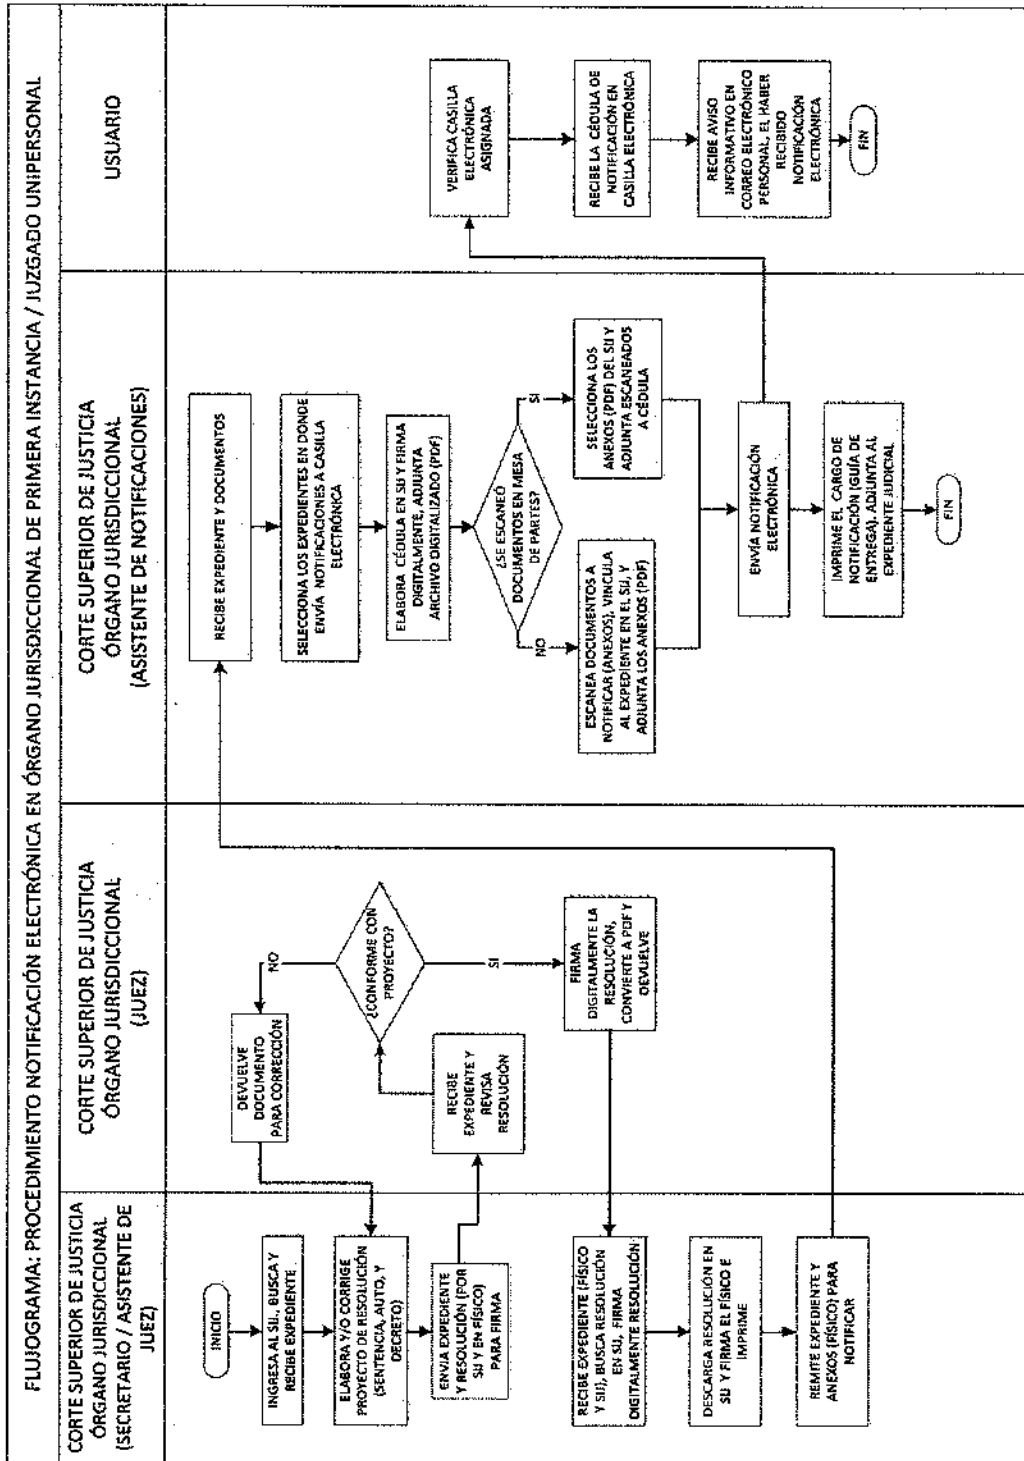 FLUJOGRAMA: PROCEDIMIENTO NOTIFICACIÓN ELECTRÓNICA EN ÓRGANO JURISDICCIONAL DE PRIMERA INSTANCIA / JUZGADO UNIPERSONAL
CORTE SUPERIOR DE JUSTICIA
ÓRGANO JURISDICCIONAL
(SECRETARIO / ASISTENTE DE
JUEZ)
INICIO
INGRESA AL SIJ., BUSCA Y
RECIBE EXPEDIENTE
ELABORA Y/O CORRIGE
PROYECTO DE RESOLUCIÓN
(SENTENCIA, AUTO, Y
DECRETO)
ENVIA EXPEDIENTE
Y RESOLUCIÓN (POR
SIJ Y EN FÍSICO)
PARA FIRMA
RECIBE EXPEDIENTE (FÍSICO
Y SIJ), BUSCA RESOLUCIÓN
EN SIJ, FIRMA
DIGITALMENTE RESOLUCIÓN
DESCARGA RESOLUCIÓN EN
SIJ Y FIRMA EL FÍSICO E
IMPRIME
REMITE EXPEDIENTE Y
ANEXOS (FÍSICO) PARA
NOTIFICAR
CORTE SUPERIOR DE JUSTICIA
ÓRGANO JURISDICCIONAL
(JUEZ)
DEVUELVE
DOCUMENTO
PARA CORRECCIÓN
NO
¿CONFORME CON
PROYECTO?
RECIBE
EXPEDIENTE Y
REVISA
RESOLUCIÓN
SI
FIRMA
DIGITALMENTE LA
RESOLUCIÓN,
CONVIERTE A PDF Y
DEVUELVE
CORTE SUPERIOR DE JUSTICIA
ÓRGANO JURISDICCIONAL
(ASISTENTE DE NOTIFICACIONES)
RECIBE EXPEDIENTE Y DOCUMENTOS
SELECCIONA LOS EXPEDIENTES EN DONDE
ENVÍA NOTIFICACIONES A CASILLA
ELECTRÓNICA
ELABORA CÉDULA EN SIJ Y FIRMA
DIGITALMENTE, ADJUNTA
ARCHIVO DIGITALIZADO (PDF)
¿SE ESCANEÓ
DOCUMENTOS EN MESA
DE PARTES?
NO
SI
ESCANEA DOCUMENTOS A
NOTIFICAR (ANEXOS), VINCULA
AL EXPEDIENTE EN EL SIJ, Y
ADJUNTA LOS ANEXOS (PDF)
SELECCIONA LOS
ANEXOS (PDF) DEL SIJ Y
ADJUNTA ESCANEADOS
A CÉDULA
ENVÍA NOTIFICACIÓN
ELECTRÓNICA
IMPRIME EL CARGO DE
NOTIFICACIÓN (GUÍA DE
ENTREGA), ADJUNTA AL
EXPEDIENTE JUDICIAL
FIN
USUARIO
VERIFICA CASILLA
ELECTRÓNICA
ASIGNADA
RECIBE LA CÉDULA DE
NOTIFICACIÓN EN
CASILLA ELECTRÓNICA
RECIBE AVISO
INFORMATIVO EN
CORREO ELECTRÓNICO
PERSONAL, EL HABER
RECIBIDO
NOTIFICACIÓN
ELECTRÓNICA
FIN